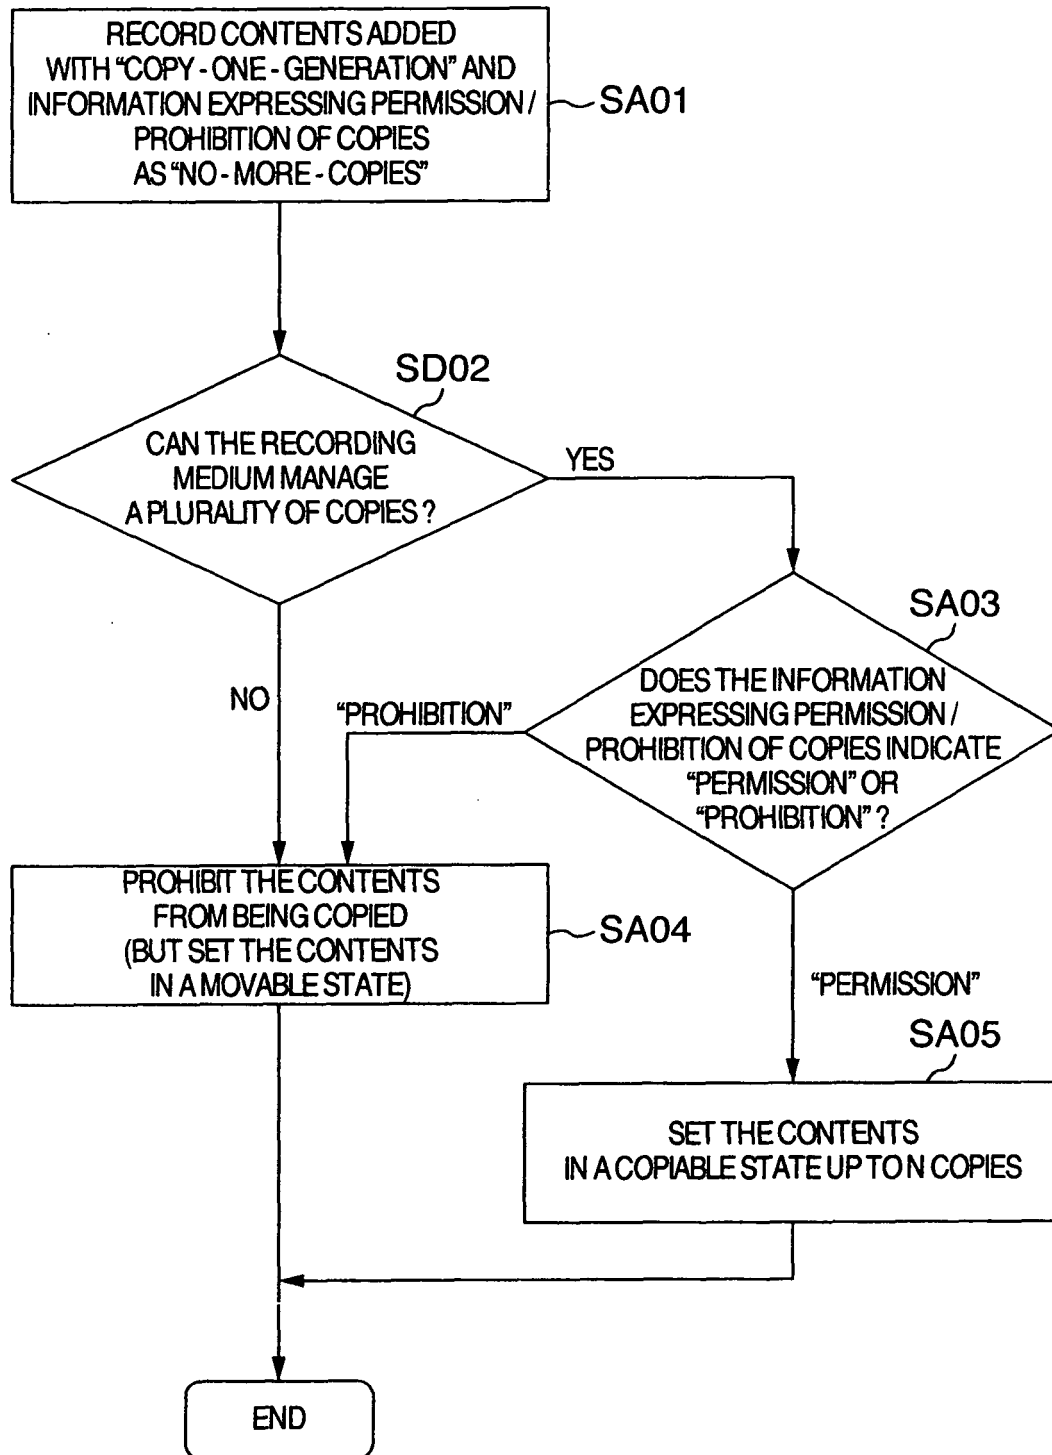 RECORD CONTENTS ADDED
WITH “COPY-ONE-GENERATION” AND
INFORMATION EXPRESSING PERMISSION /
PROHIBITION OF COPIES
AS “NO-MORE-COPIES”
SA01
SD02
CAN THE RECORDING
MEDIUM MANAGE
A PLURALITY OF COPIES ?
YES
NO
SA03
DOES THE INFORMATION
EXPRESSING PERMISSION /
PROHIBITION OF COPIES INDICATE
“PERMISSION” OR
“PROHIBITION” ?
“PROHIBITION”
PROHIBIT THE CONTENTS
FROM BEING COPIED
(BUT SET THE CONTENTS
IN A MOVABLE STATE)
SA04
“PERMISSION”
SA05
SET THE CONTENTS
IN A COPIABLE STATE UP TO N COPIES
END